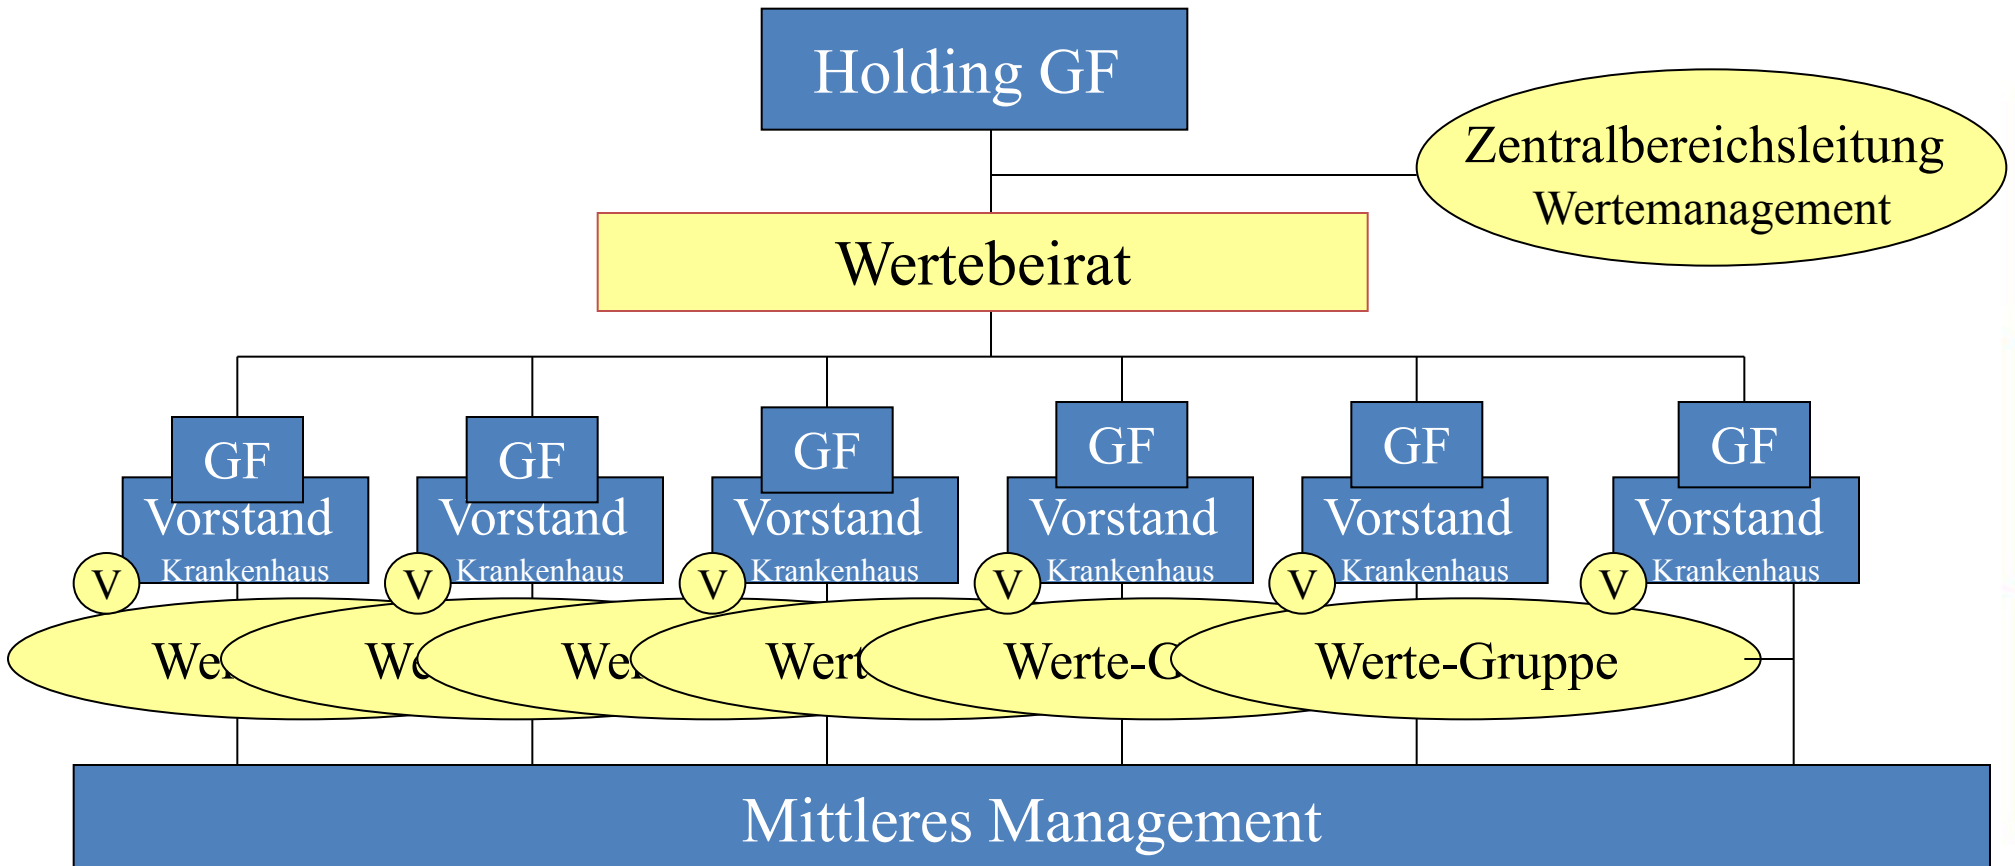 Holding GF
Zentralbereichsleitung
Wertemanagement
Wertebeirat
GF
GF
GF
GF
GF
GF
Vorstand
Vorstand
Vorstand
Vorstand
Vorstand
Vorstand
Krankenhaus
Krankenhaus
Krankenhaus
Krankenhaus
Krankenhaus
Krankenhaus
V
V
V
V
V
V
Werte-Gruppe
Mittleres Management